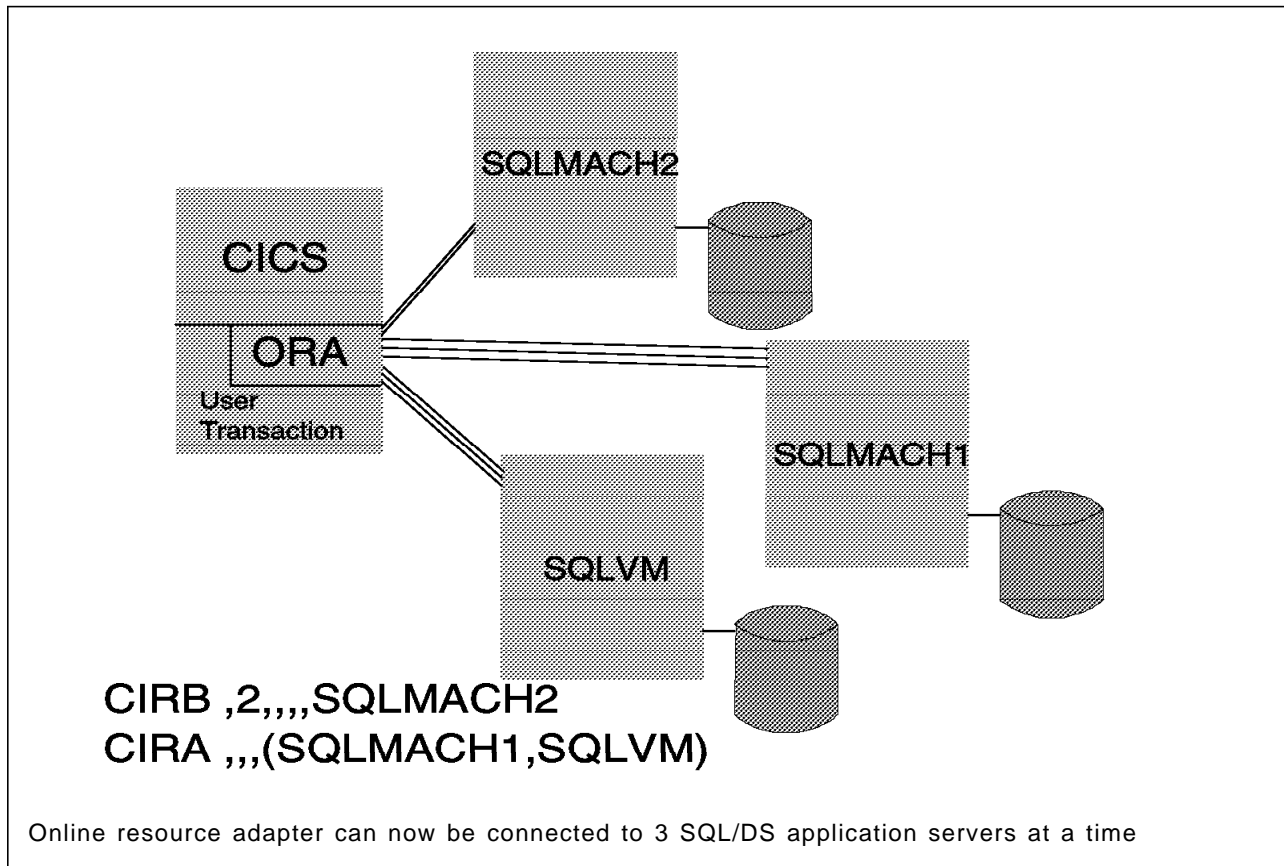 SQLMACH2
CICS
ORA
User
Transaction
SQLMACH1
SQLVM
CIRB ,2,,,,SQLMACH2
CIRA ,,,(SQLMACH1,SQLVM)
Online resource adapter can now be connected to 3 SQL/DS application servers at a time